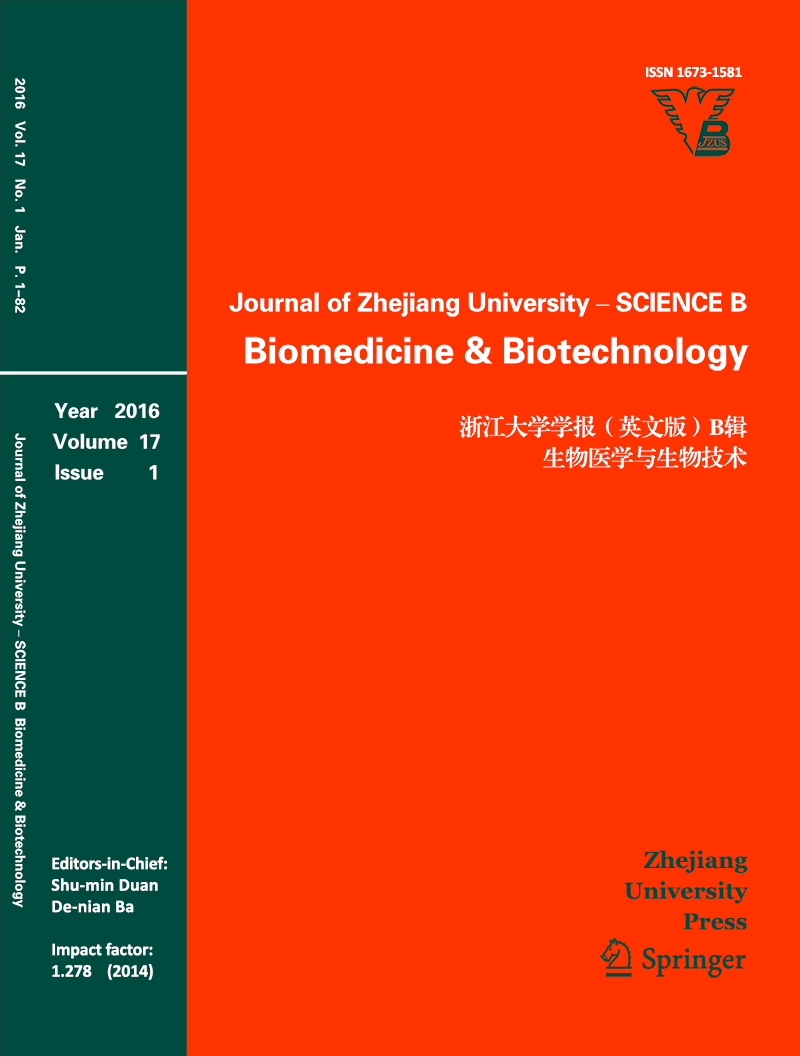 2016 Vol. 17 No. 1 Jan. P. 1–82
Journal of Zhejiang University – SCIENCE B Biomedicine & Biotechnology
Year 2016
Volume 17
Issue 1
Editors-in-Chief:
Shu-min Duan
De-nian Ba
Impact factor:
1.278 (2014)
ISSN 1673-1581
B
JZUS
Journal of Zhejiang University – SCIENCE B
Biomedicine & Biotechnology
浙江大学学报(英文版)B辑
生物医学与生物技术
Zhejiang
University
Press
Springer